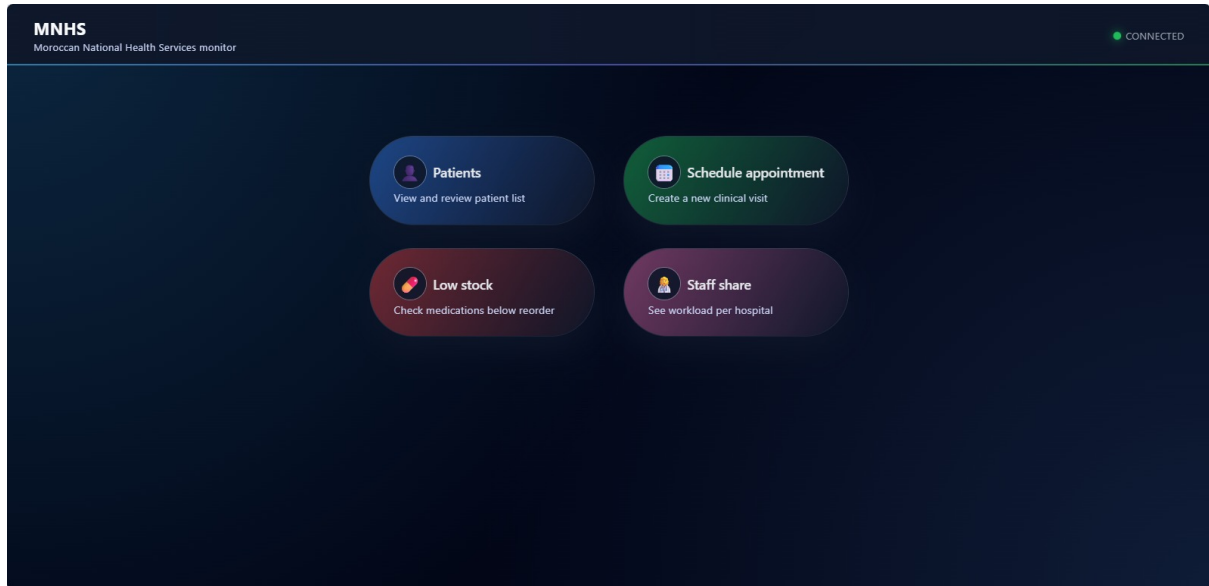 MNHS
Moroccan National Health Services monitor
CONNECTED
Patients
View and review patient list
Schedule appointment
Create a new clinical visit
Low stock
Check medications below reorder
Staff share
See workload per hospital